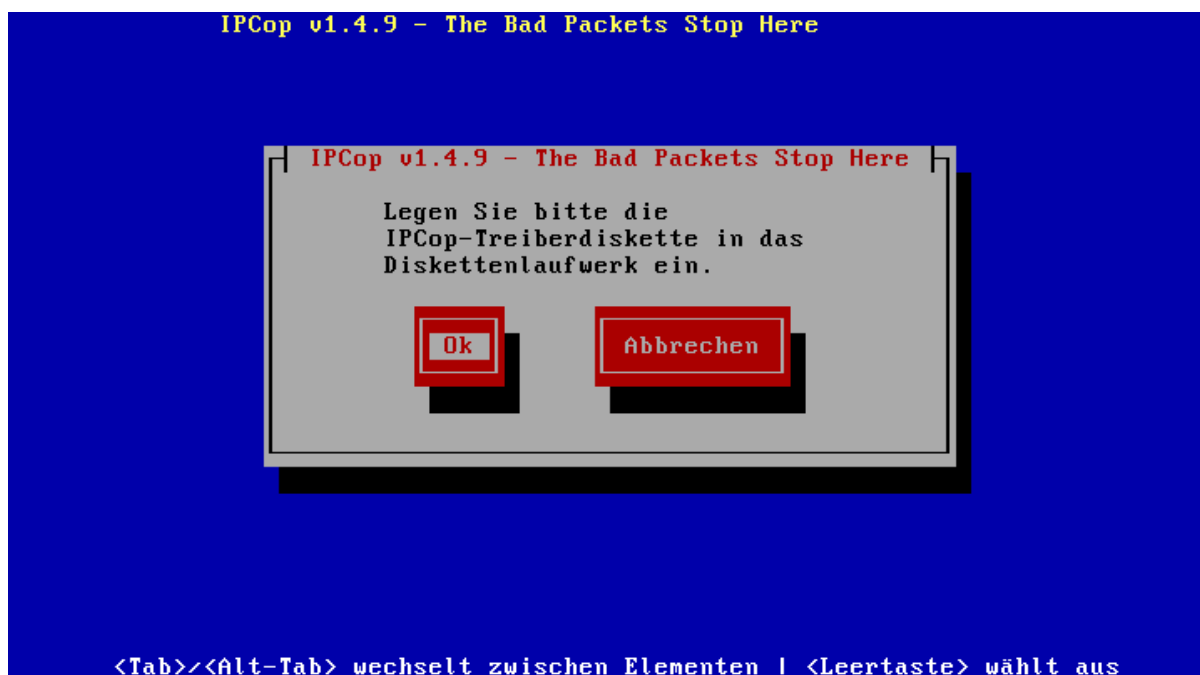 IPCop v1.4.9 - The Bad Packets Stop Here
IPCop v1.4.9 - The Bad Packets Stop Here
Legen Sie bitte die
IPCop-Treiberdiskette in das
Diskettenlaufwerk ein.
Ok Abbrechen
<Tab>/<Alt-Tab> wechselt zwischen Elementen | <Leertaste> wählt aus